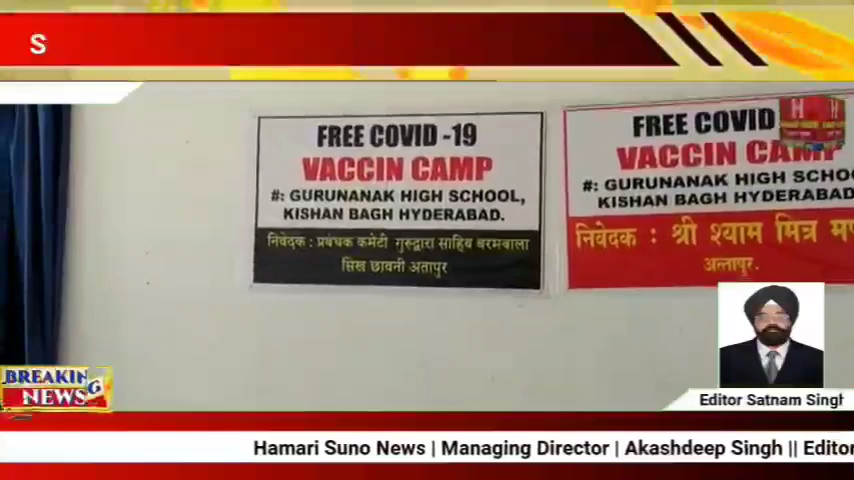 S
FREE COVID -19
VACCIN CAMP
#: GURUNANAK HIGH SCHOOL,
KISHAN BAGH HYDERABAD.
निवेदक : प्रबंधक कमेटी गुरुद्वारा साहिब बरमबाला
सिख छावनी अतापुर
FREE COVID
VACCIN CAMP
#: GURUNANAK HIGH SCHO
KISHAN BAGH HYDERABAD.
निवेदक : श्री श्याम मित्र मण
अत्तापूर.
Editor Satnam Singh
BREAKING
NEWS
Hamari Suno News | Managing Director | Akashdeep Singh || Editor